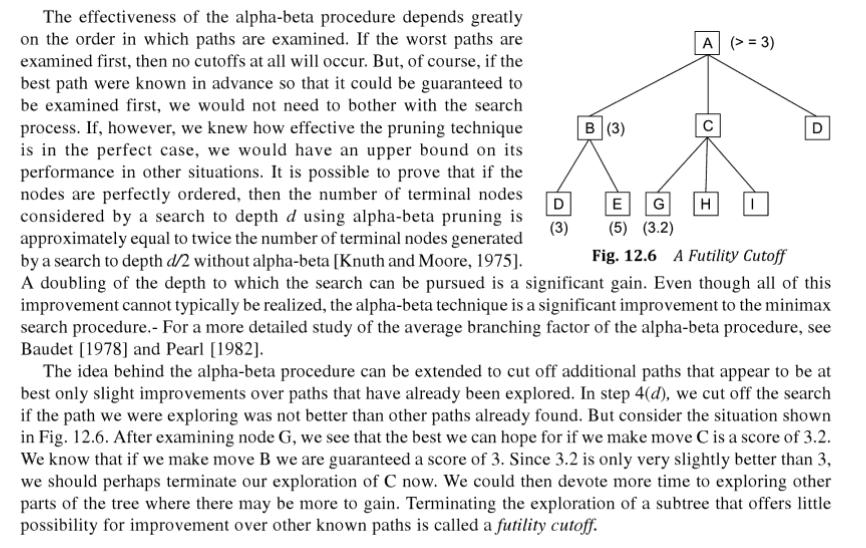 The effectiveness of the alpha-beta procedure depends greatly
on the order in which paths are examined. If the worst paths are
examined first, then no cutoffs at all will occur. But, of course, if the
best path were known in advance so that it could be guaranteed to
be examined first, we would not need to bother with the search
process. If, however, we knew how effective the pruning technique
is in the perfect case, we would have an upper bound on its
performance in other situations. It is possible to prove that if the
nodes are perfectly ordered, then the number of terminal nodes
considered by a search to depth d using alpha-beta pruning is
approximately equal to twice the number of terminal nodes generated
by a search to depth d/2 without alpha-beta [Knuth and Moore, 1975].
A (> = 3)
B (3) C D
D E G H I
(3) (5) (3.2)
Fig. 12.6 A Futility Cutoff
A doubling of the depth to which the search can be pursued is a significant gain. Even though all of this
improvement cannot typically be realized, the alpha-beta technique is a significant improvement to the minimax
search procedure.- For a more detailed study of the average branching factor of the alpha-beta procedure, see
Baudet [1978] and Pearl [1982].
The idea behind the alpha-beta procedure can be extended to cut off additional paths that appear to be at
best only slight improvements over paths that have already been explored. In step 4(d), we cut off the search
if the path we were exploring was not better than other paths already found. But consider the situation shown
in Fig. 12.6. After examining node G, we see that the best we can hope for if we make move C is a score of 3.2.
We know that if we make move B we are guaranteed a score of 3. Since 3.2 is only very slightly better than 3,
we should perhaps terminate our exploration of C now. We could then devote more time to exploring other
parts of the tree where there may be more to gain. Terminating the exploration of a subtree that offers little
possibility for improvement over other known paths is called a futility cutoff.